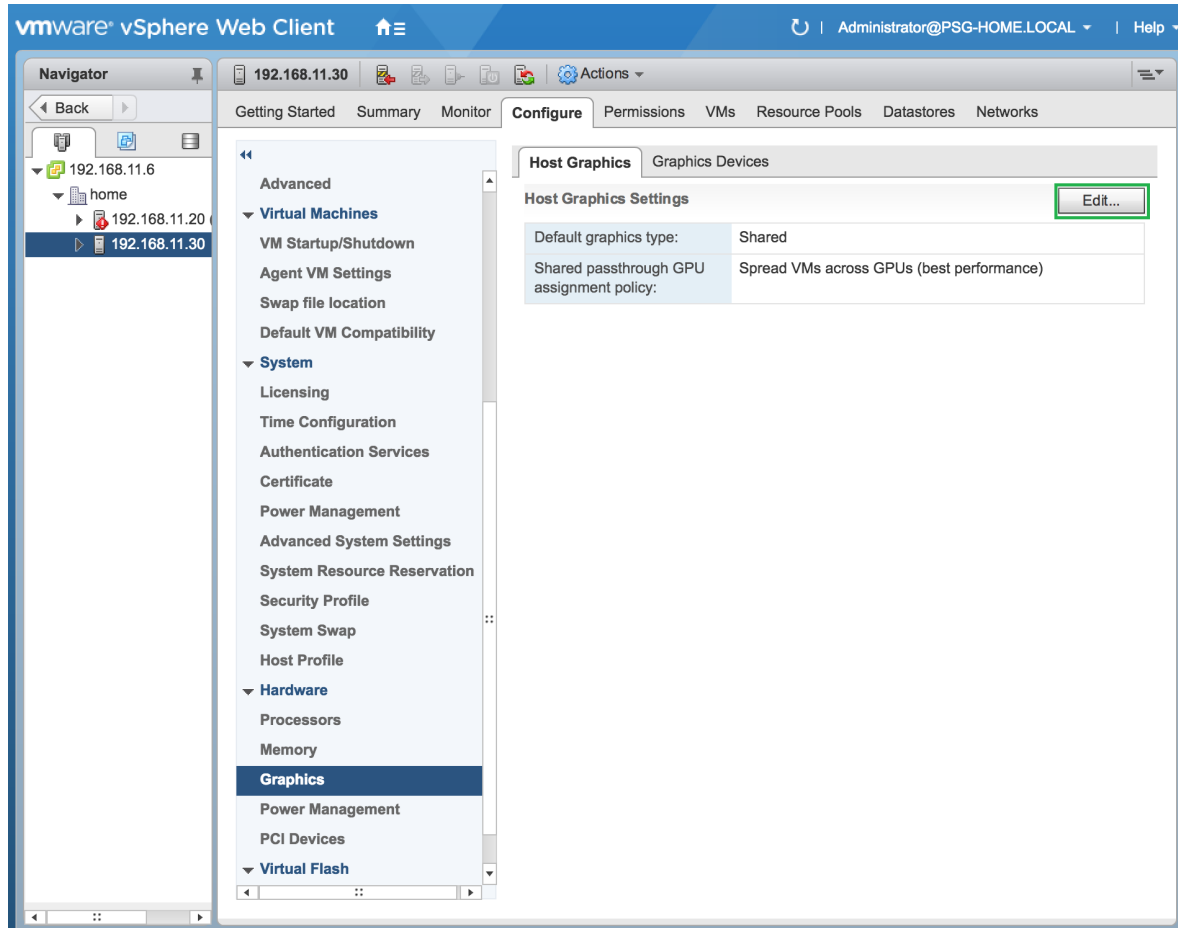 vmware® vSphere Web Client
Administrator@PSG-HOME.LOCAL
Help
Navigator
Back
192.168.11.6
home
192.168.11.20 (
192.168.11.30
192.168.11.30
Actions
Getting Started Summary Monitor Configure Permissions VMs Resource Pools Datastores Networks
Advanced
Virtual Machines
VM Startup/Shutdown
Agent VM Settings
Swap file location
Default VM Compatibility
System
Licensing
Time Configuration
Authentication Services
Certificate
Power Management
Advanced System Settings
System Resource Reservation
Security Profile
System Swap
Host Profile
Hardware
Processors
Memory
Graphics
Power Management
PCI Devices
Virtual Flash
Host Graphics Graphics Devices
Host Graphics Settings
Edit...
Default graphics type: Shared
Shared passthrough GPU Spread VMs across GPUs (best performance)
assignment policy: